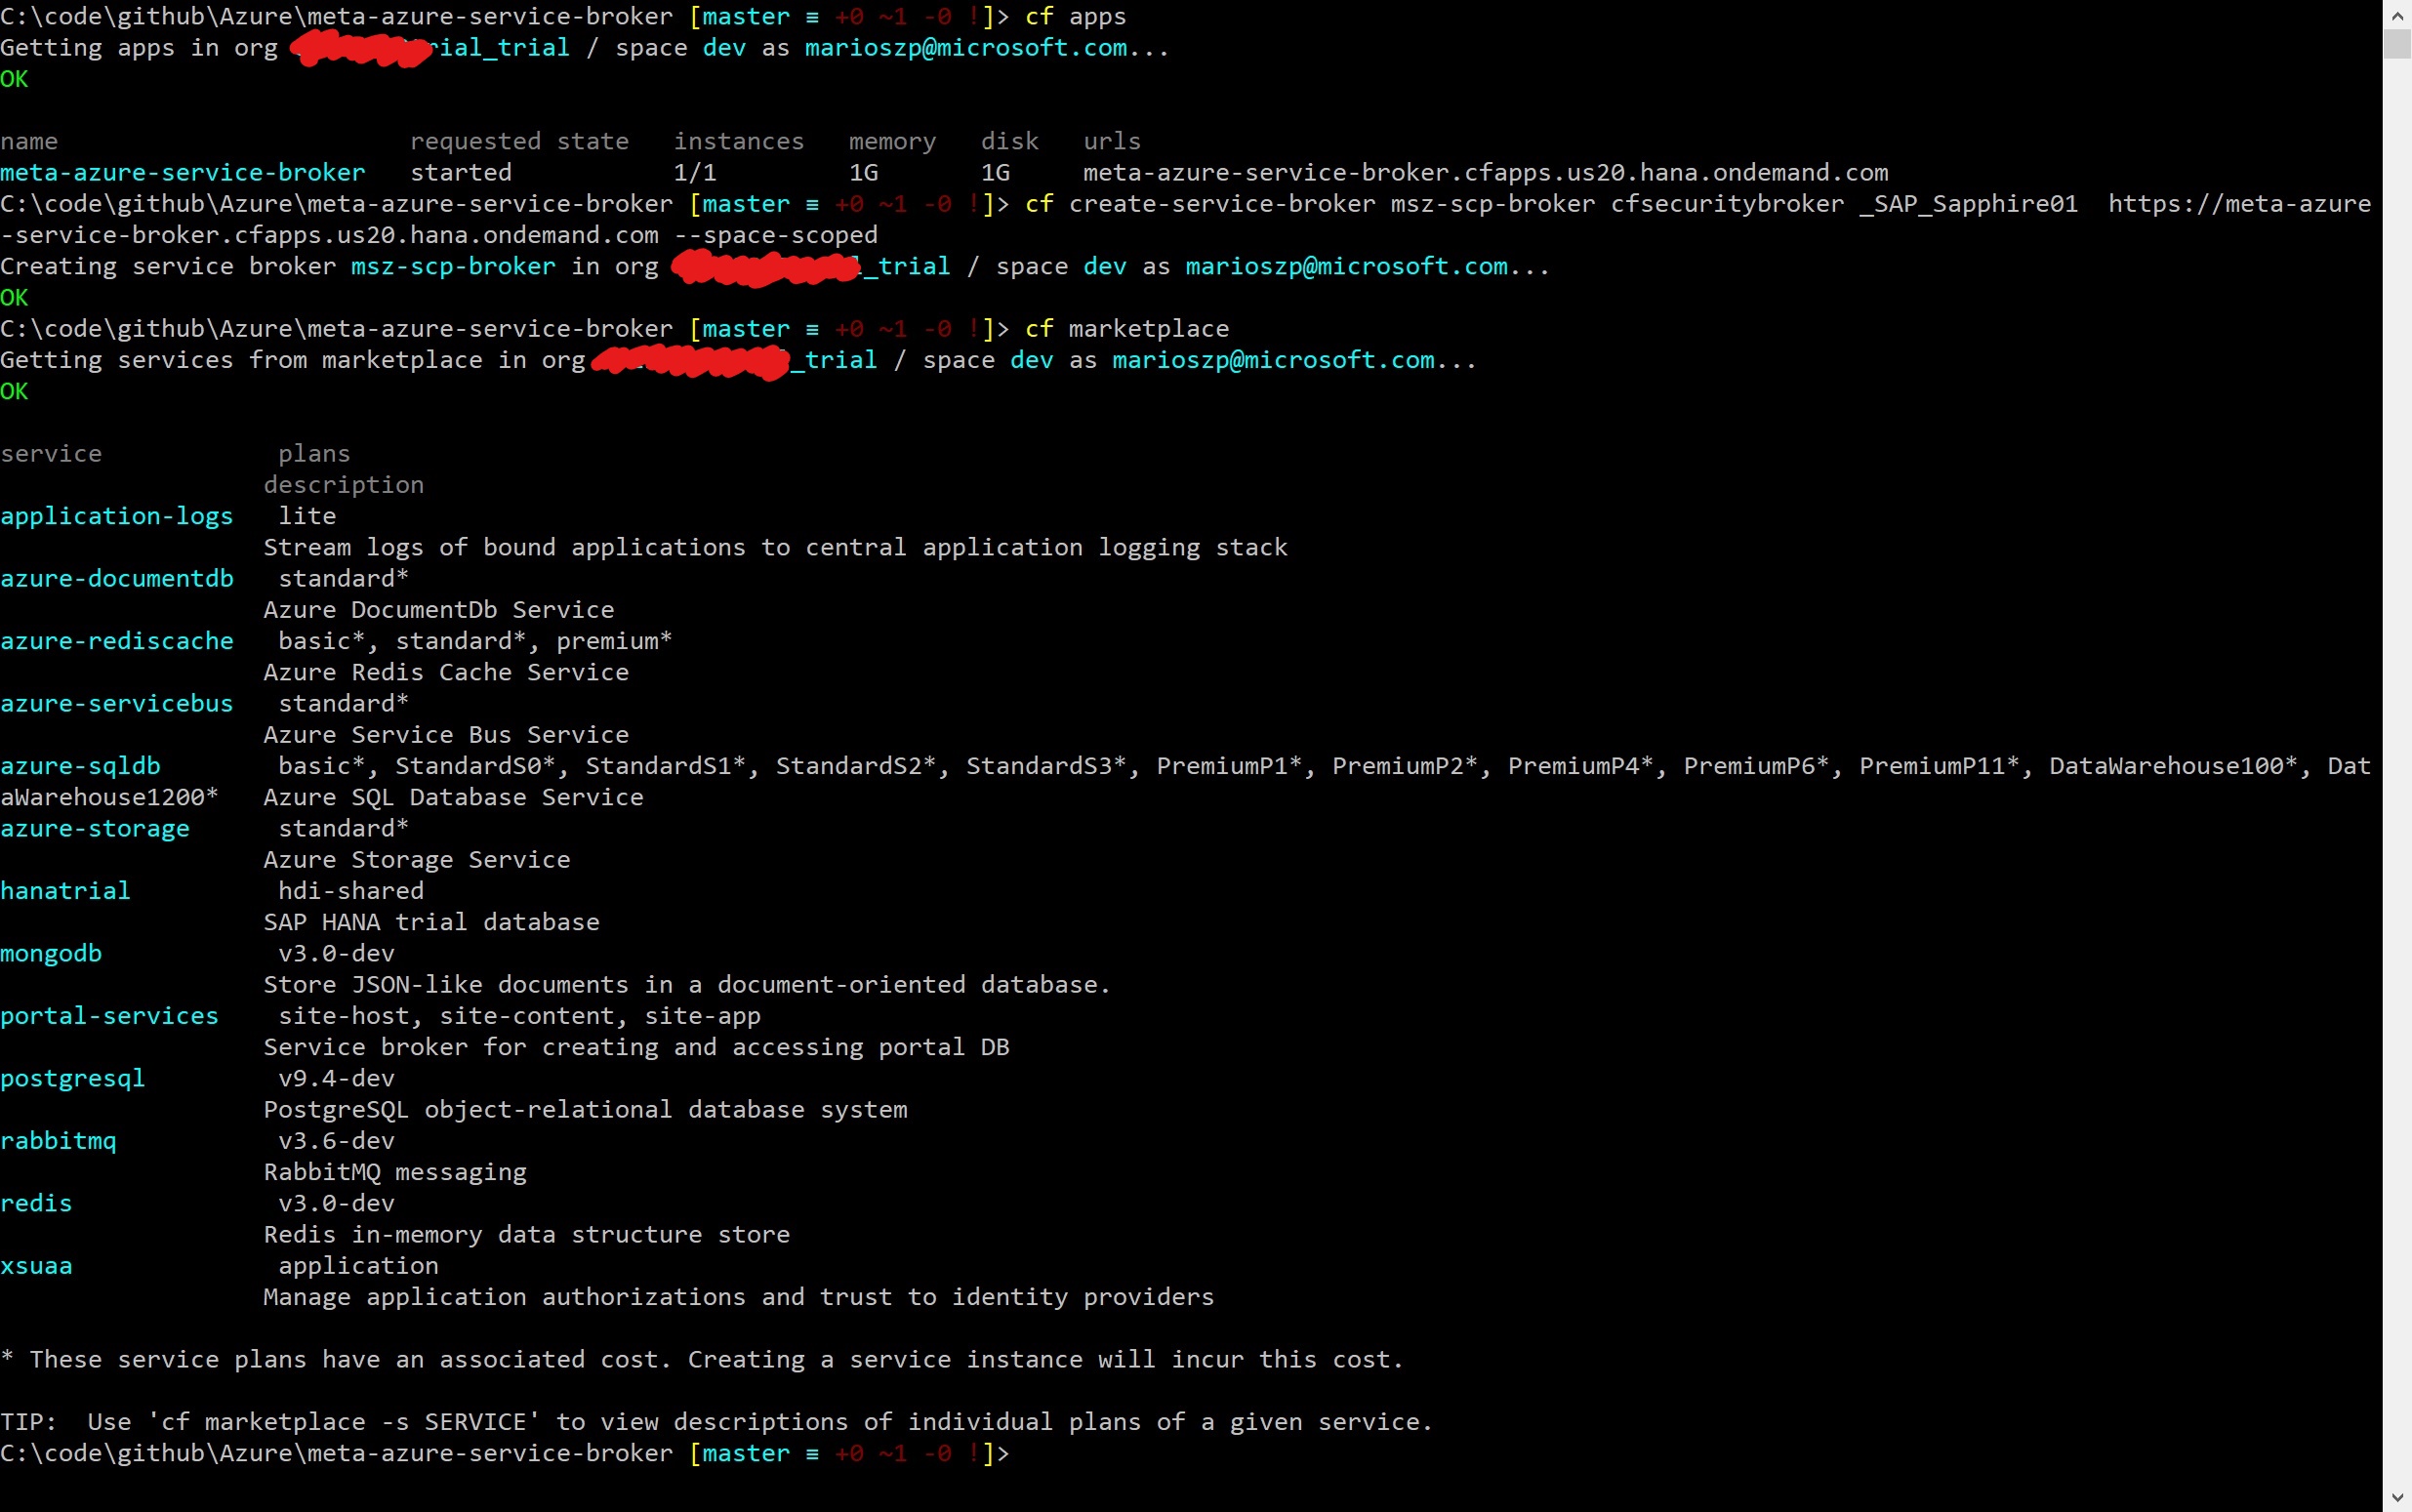 C:\code\github\Azure\meta-azure-service-broker [master ≡ +0 ~1 -0 !]> cf apps
Getting apps in org rial_trial / space dev as marioszp@microsoft.com...
OK
name requested state instances memory disk urls
meta-azure-service-broker started 1/1 1G 1G meta-azure-service-broker.cfapps.us20.hana.ondemand.com
C:\code\github\Azure\meta-azure-service-broker [master ≡ +0 ~1 -0 !]> cf create-service-broker msz-scp-broker cfsecuritybroker _SAP_Sapphire01 https://meta-azure
-service-broker.cfapps.us20.hana.ondemand.com --space-scoped
Creating service broker msz-scp-broker in org _trial / space dev as marioszp@microsoft.com...
OK
C:\code\github\Azure\meta-azure-service-broker [master ≡ +0 ~1 -0 !]> cf marketplace
Getting services from marketplace in org _trial / space dev as marioszp@microsoft.com...
OK
service plans
description
application-logs lite
Stream logs of bound applications to central application logging stack
azure-documentdb standard*
Azure DocumentDb Service
azure-rediscache basic*, standard*, premium*
Azure Redis Cache Service
azure-servicebus standard*
Azure Service Bus Service
azure-sqldb basic*, StandardS0*, StandardS1*, StandardS2*, StandardS3*, PremiumP1*, PremiumP2*, PremiumP4*, PremiumP6*, PremiumP11*, DataWarehouse100*, Dat
aWarehouse1200* Azure SQL Database Service
azure-storage standard*
Azure Storage Service
hanatrial hdi-shared
SAP HANA trial database
mongodb v3.0-dev
Store JSON-like documents in a document-oriented database.
portal-services site-host, site-content, site-app
Service broker for creating and accessing portal DB
postgresql v9.4-dev
PostgreSQL object-relational database system
rabbitmq v3.6-dev
RabbitMQ messaging
redis v3.0-dev
Redis in-memory data structure store
xsuaa application
Manage application authorizations and trust to identity providers
* These service plans have an associated cost. Creating a service instance will incur this cost.
TIP: Use 'cf marketplace -s SERVICE' to view descriptions of individual plans of a given service.
C:\code\github\Azure\meta-azure-service-broker [master ≡ +0 ~1 -0 !]>